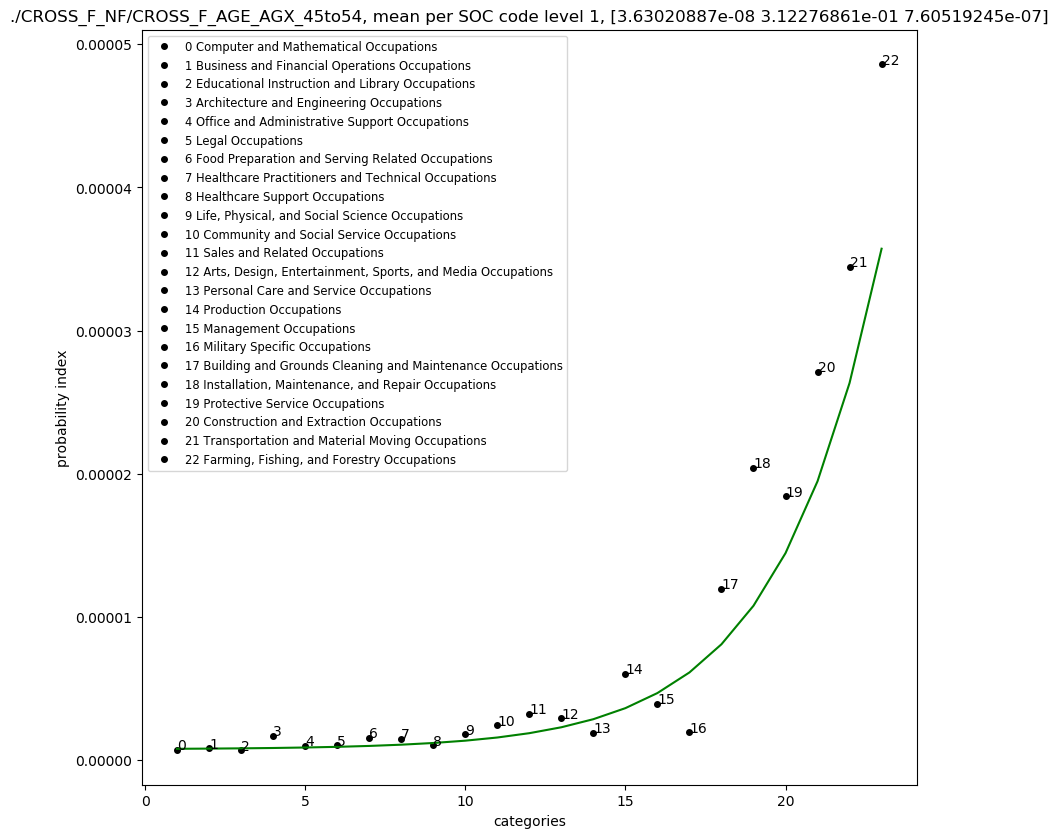 ./CROSS_F_NF/CROSS_F_AGE_AGX_45to54, mean per SOC code level 1, [3.63020887e-08 3.12276861e-01 7.60519245e-07]
0.00005
0.00004
0.00003
0.00002
0.00001
0.00000
probability index
0 Computer and Mathematical Occupations
1 Business and Financial Operations Occupations
2 Educational Instruction and Library Occupations
3 Architecture and Engineering Occupations
4 Office and Administrative Support Occupations
5 Legal Occupations
6 Food Preparation and Serving Related Occupations
7 Healthcare Practitioners and Technical Occupations
8 Healthcare Support Occupations
9 Life, Physical, and Social Science Occupations
10 Community and Social Service Occupations
11 Sales and Related Occupations
12 Arts, Design, Entertainment, Sports, and Media Occupations
13 Personal Care and Service Occupations
14 Production Occupations
15 Management Occupations
16 Military Specific Occupations
17 Building and Grounds Cleaning and Maintenance Occupations
18 Installation, Maintenance, and Repair Occupations
19 Protective Service Occupations
20 Construction and Extraction Occupations
21 Transportation and Material Moving Occupations
22 Farming, Fishing, and Forestry Occupations
0
1
2
3
4
5
6
7
8
9
10
11
12
13
14
15
16
17
18
19
20
21
22
0
5
10
15
20
categories